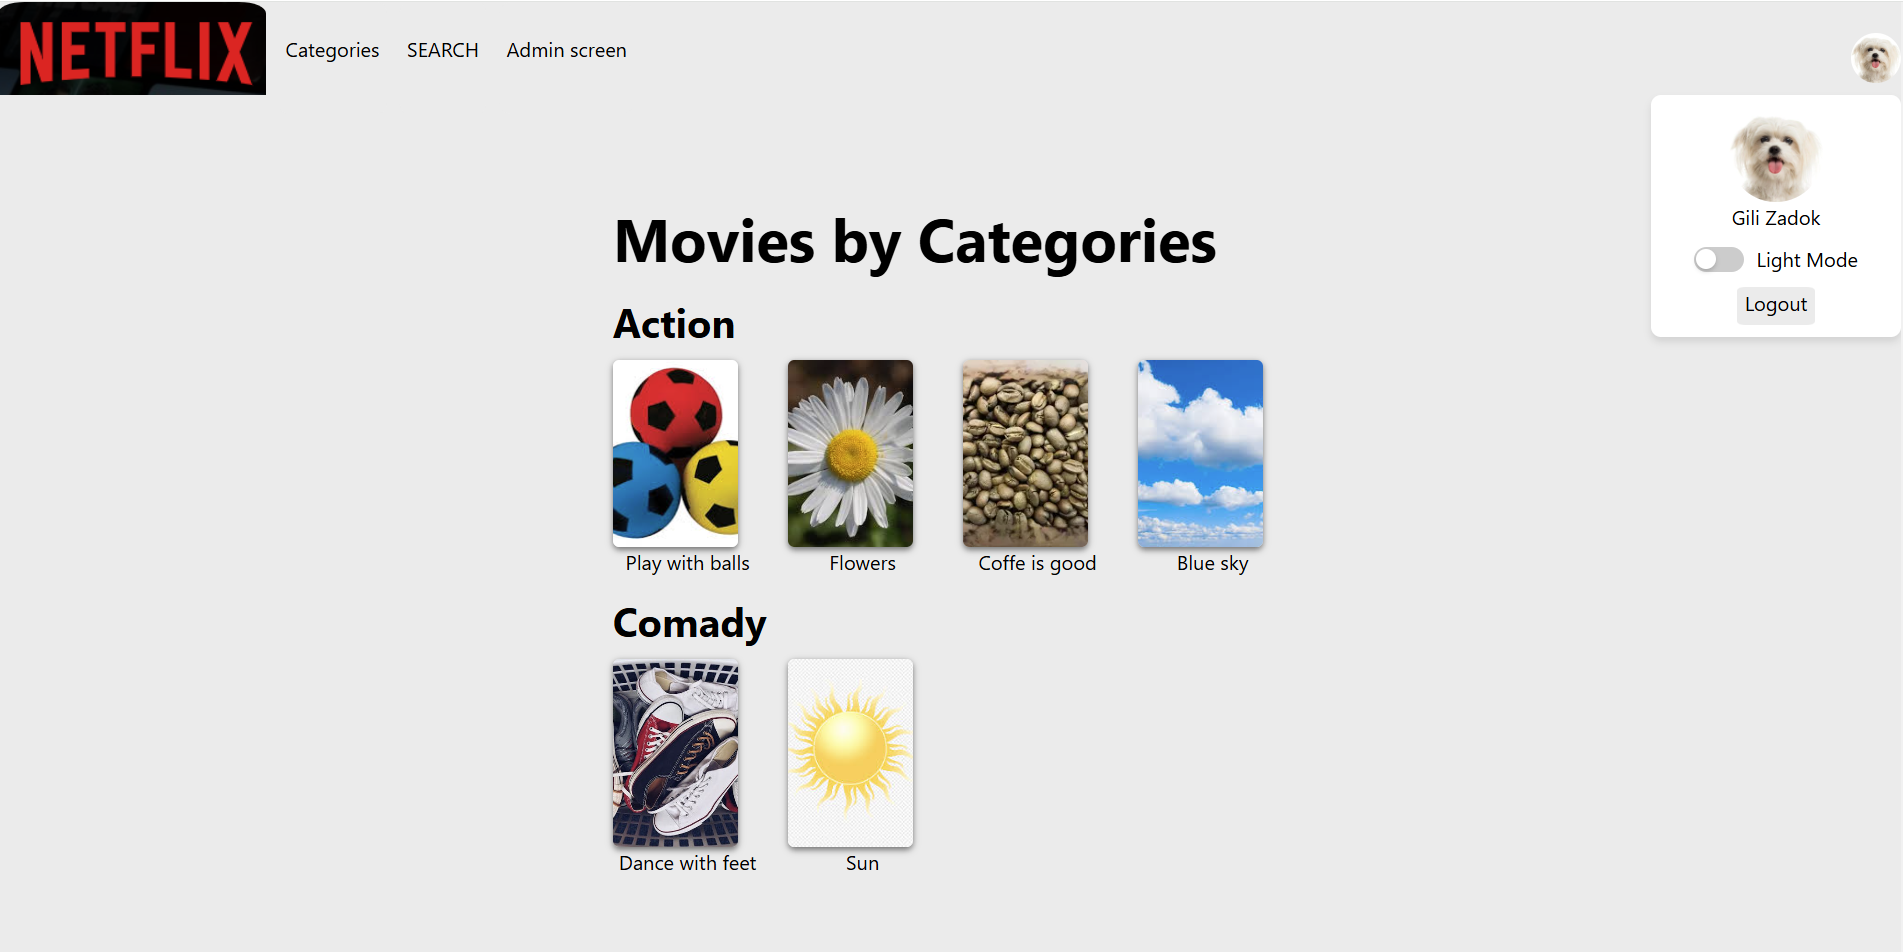 NETFLIX
Categories SEARCH Admin screen
Gili Zadok
Light Mode
Logout
Movies by Categories
Action
Play with balls Flowers Coffe is good Blue sky
Comady
Dance with feet Sun